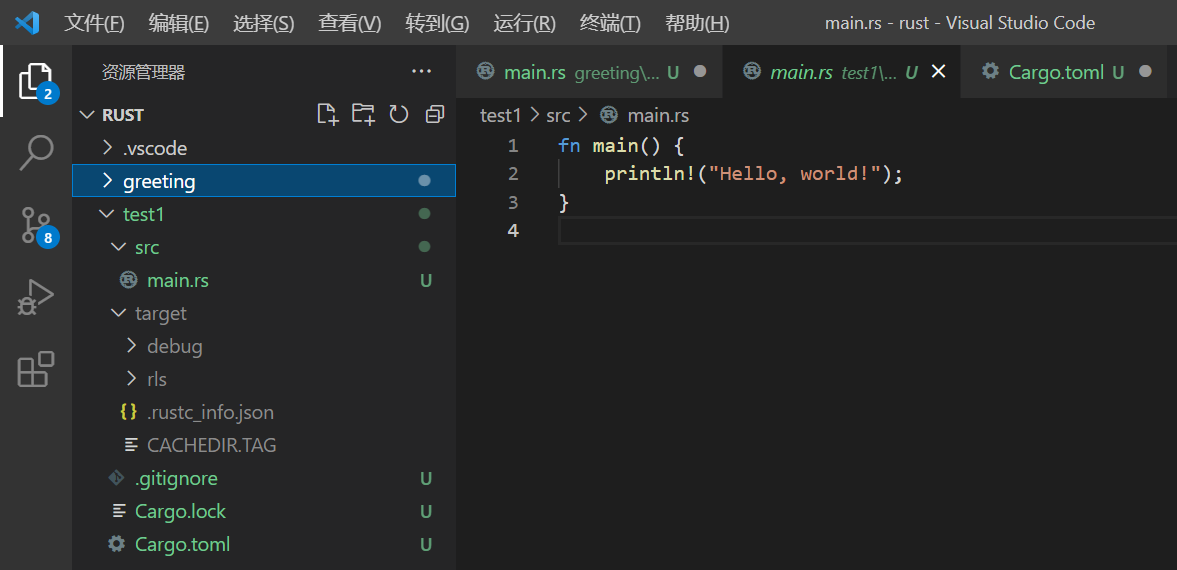 文件(F) 编辑(E) 选择(S) 查看(V) 转到(G) 运行(R) 终端(T) 帮助(H) main.rs - rust - Visual Studio Code
资源管理器 ···
main.rs greeting\... U
main.rs test1\... U
Cargo.toml U
2
8
RUST
.vscode
greeting
test1
src
main.rs U
target
debug
rls
{} .rustc_info.json
CACHEDIR.TAG
.gitignore U
Cargo.lock U
Cargo.toml U
test1 > src > main.rs
1 fn main() {
2 println!("Hello, world!");
3 }
4